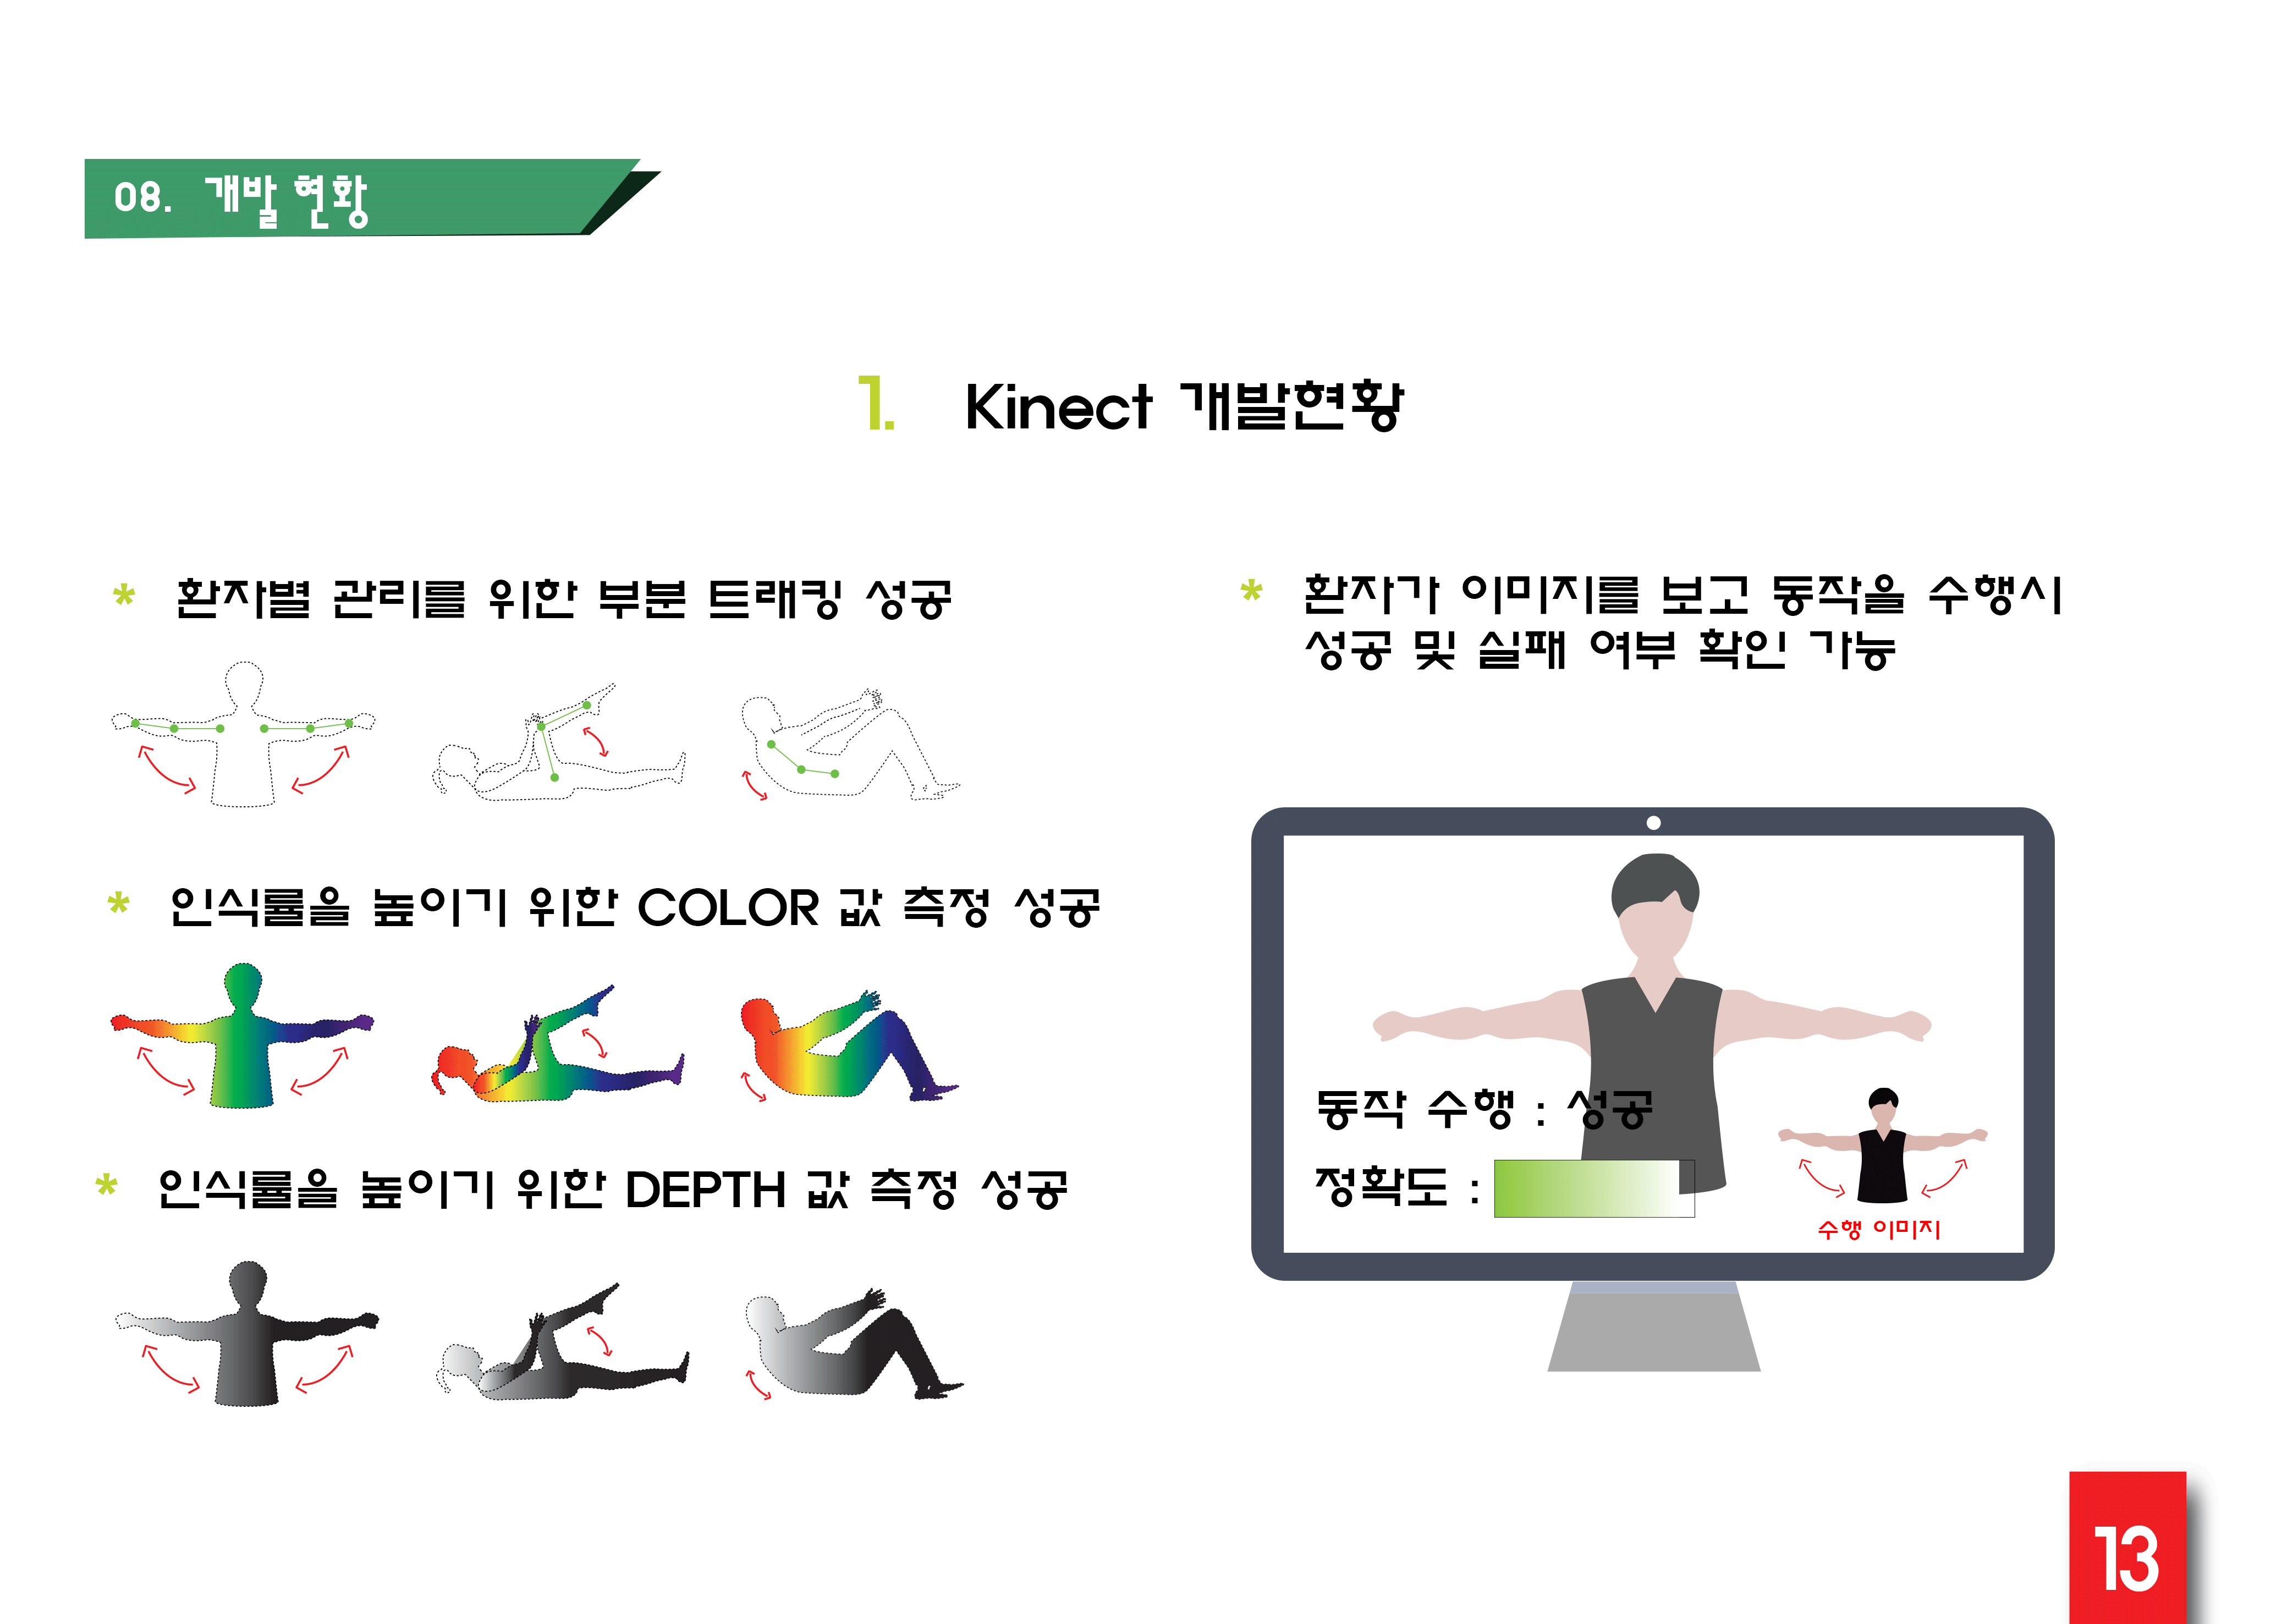 08. 개발 현황
1. Kinect 개발현황
* 환자별 관리를 위한 부분 트래킹 성공
* 인식률을 높이기 위한 COLOR 값 측정 성공
* 인식률을 높이기 위한 DEPTH 값 측정 성공
* 환자가 이미지를 보고 동작을 수행시
성공 및 실패 여부 확인 가능
동작 수행 : 성공
정확도 :
수행 이미지
13